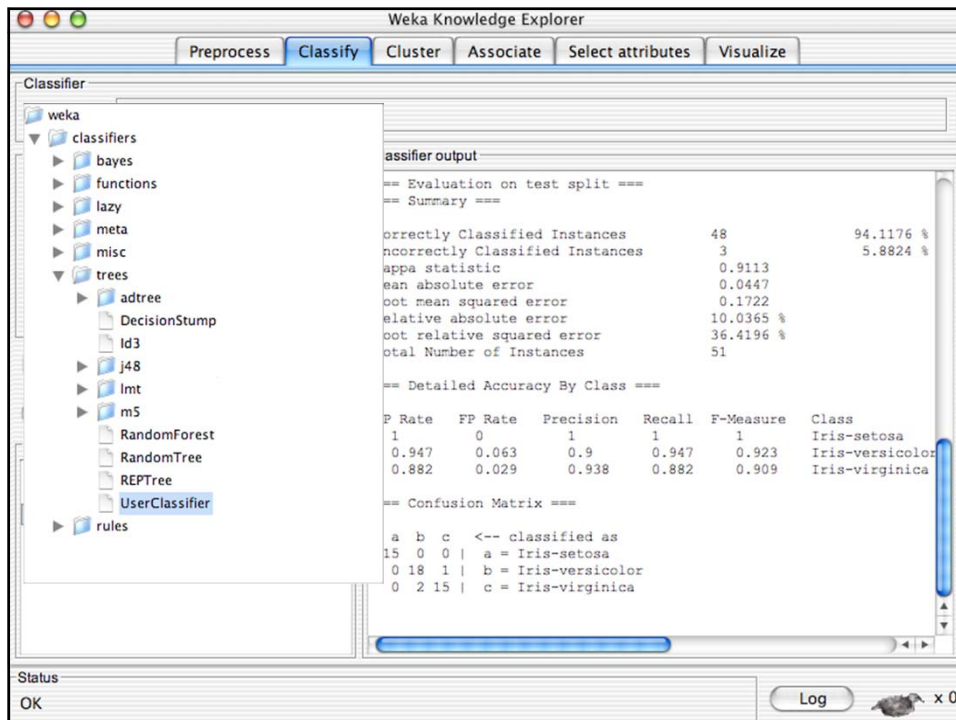 Weka Knowledge Explorer
Preprocess Classify Cluster Associate Select attributes Visualize
Classifier
weka
classifiers
bayes
functions
lazy
meta
misc
trees
adtree
DecisionStump
Id3
j48
lmt
m5
RandomForest
RandomTree
REPTree
UserClassifier
rules
assifier output
== Evaluation on test split ===
== Summary ===
orrectly Classified Instances 48 94.1176 %
ncorrectly Classified Instances 3 5.8824 %
appa statistic 0.9113
ean absolute error 0.0447
oot mean squared error 0.1722
elative absolute error 10.0365 %
oot relative squared error 36.4196 %
otal Number of Instances 51
== Detailed Accuracy By Class ===
P Rate FP Rate Precision Recall F-Measure Class
1 0 1 1 1 Iris-setosa
0.947 0.063 0.9 0.947 0.923 Iris-versicolor
0.882 0.029 0.938 0.882 0.909 Iris-virginica
== Confusion Matrix ===
a b c <-- classified as
15 0 0 | a = Iris-setosa
0 18 1 | b = Iris-versicolor
0 2 15 | c = Iris-virginica
Status
OK
Log
x 0